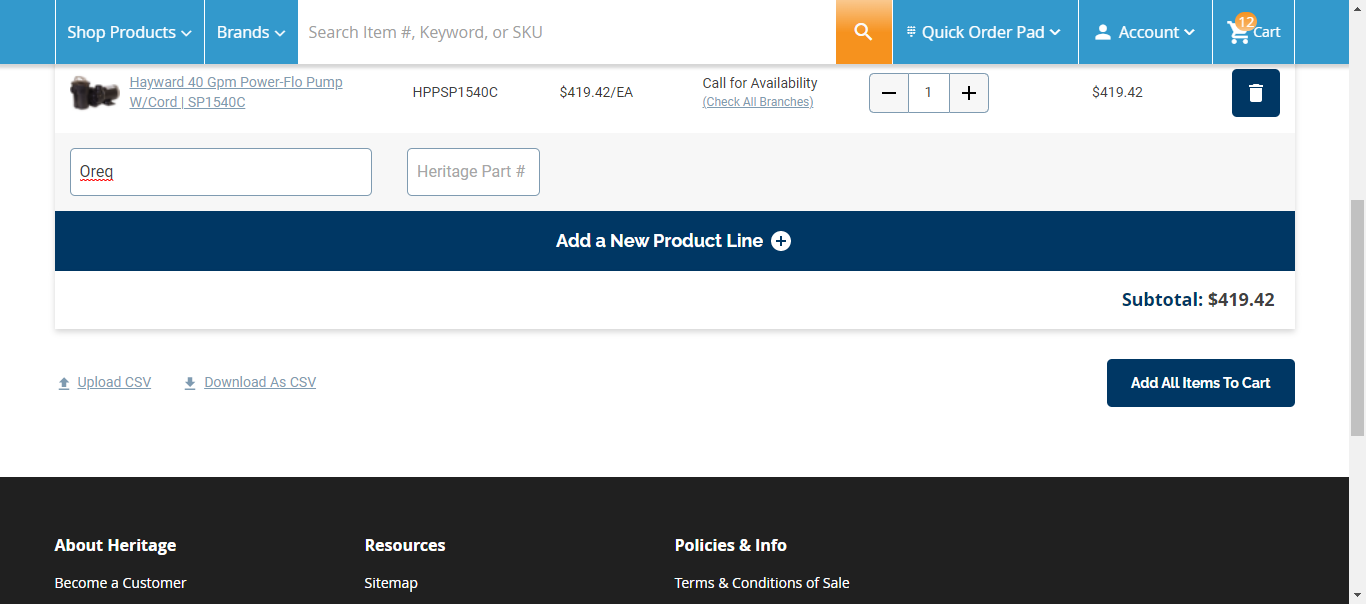 Shop Products
Brands
Search Item #, Keyword, or SKU
Quick Order Pad
Account
12
Cart
Hayward 40 Gpm Power-Flo Pump
W/Cord | SP1540C
HPPSP1540C
$419.42/EA
Call for Availability
(Check All Branches)
1
$419.42
Oreq
Heritage Part #
Add a New Product Line
Subtotal: $419.42
Upload CSV
Download As CSV
Add All Items To Cart
About Heritage
Resources
Policies & Info
Become a Customer
Sitemap
Terms & Conditions of Sale